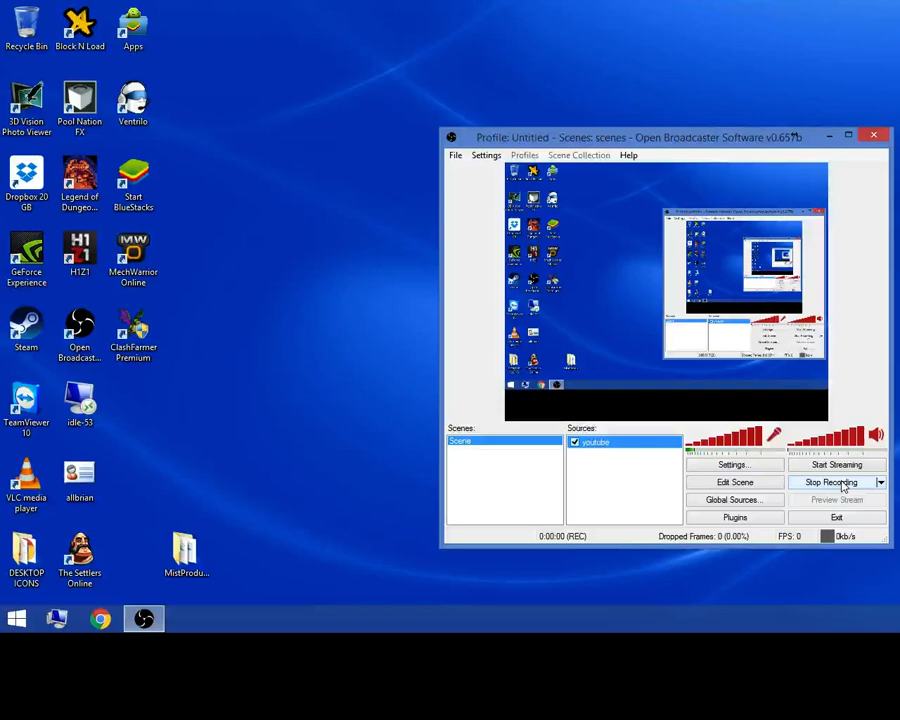 Recycle Bin
Block N Load
Apps
3D Vision
Photo Viewer
Pool Nation
FX
Ventrilo
Dropbox 20
GB
Legend of
Dungeo...
Start
BlueStacks
GeForce
Experience
H1Z1
H1Z1
MWO
MechWarrior
Online
Steam
Open
Broadcast...
ClashFarmer
Premium
TeamViewer
10
idle-53
VLC media
player
allbrian
DESKTOP
ICONS
The Settlers
Online
MistProdu...
Profile: Untitled - Scenes: scenes - Open Broadcaster Software v0.657b
File Settings Profiles Scene Collection Help
Scenes:
Scene
Sources:
youtube
Settings...
Start Streaming
Edit Scene
Stop Recording
Global Sources...
Preview Stream
Plugins
Exit
0:00:00 (REC)
Dropped Frames: 0 (0.00%)
FPS: 0
0kb/s